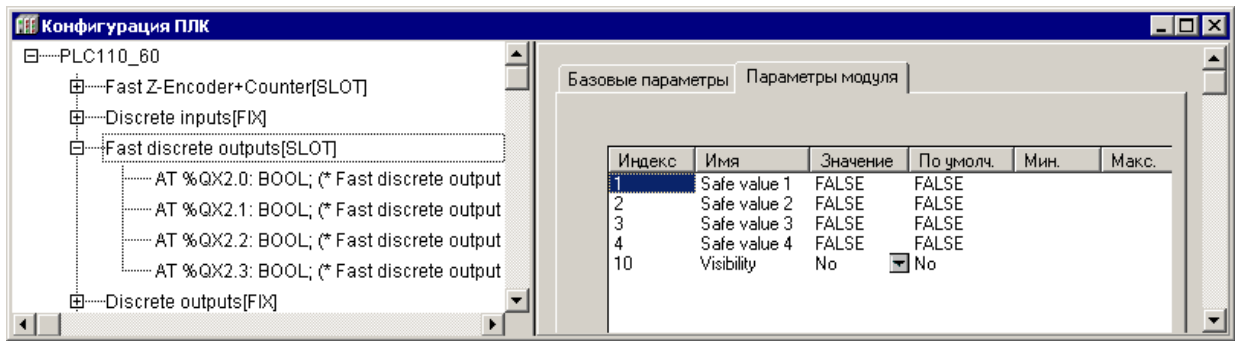 Конфигурация ПЛК
PLC110_60
Fast Z-Encoder+Counter[SLOT]
Discrete inputs[FIX]
Fast discrete outputs[SLOT]
AT %QX2.0: BOOL; (* Fast discrete output
AT %QX2.1: BOOL; (* Fast discrete output
AT %QX2.2: BOOL; (* Fast discrete output
AT %QX2.3: BOOL; (* Fast discrete output
Discrete outputs[FIX]
Базовые параметры Параметры модуля
Индекс Имя Значение По умолч. Мин. Макс.
1 Safe value 1 FALSE FALSE
2 Safe value 2 FALSE FALSE
3 Safe value 3 FALSE FALSE
4 Safe value 4 FALSE FALSE
10 Visibility No No